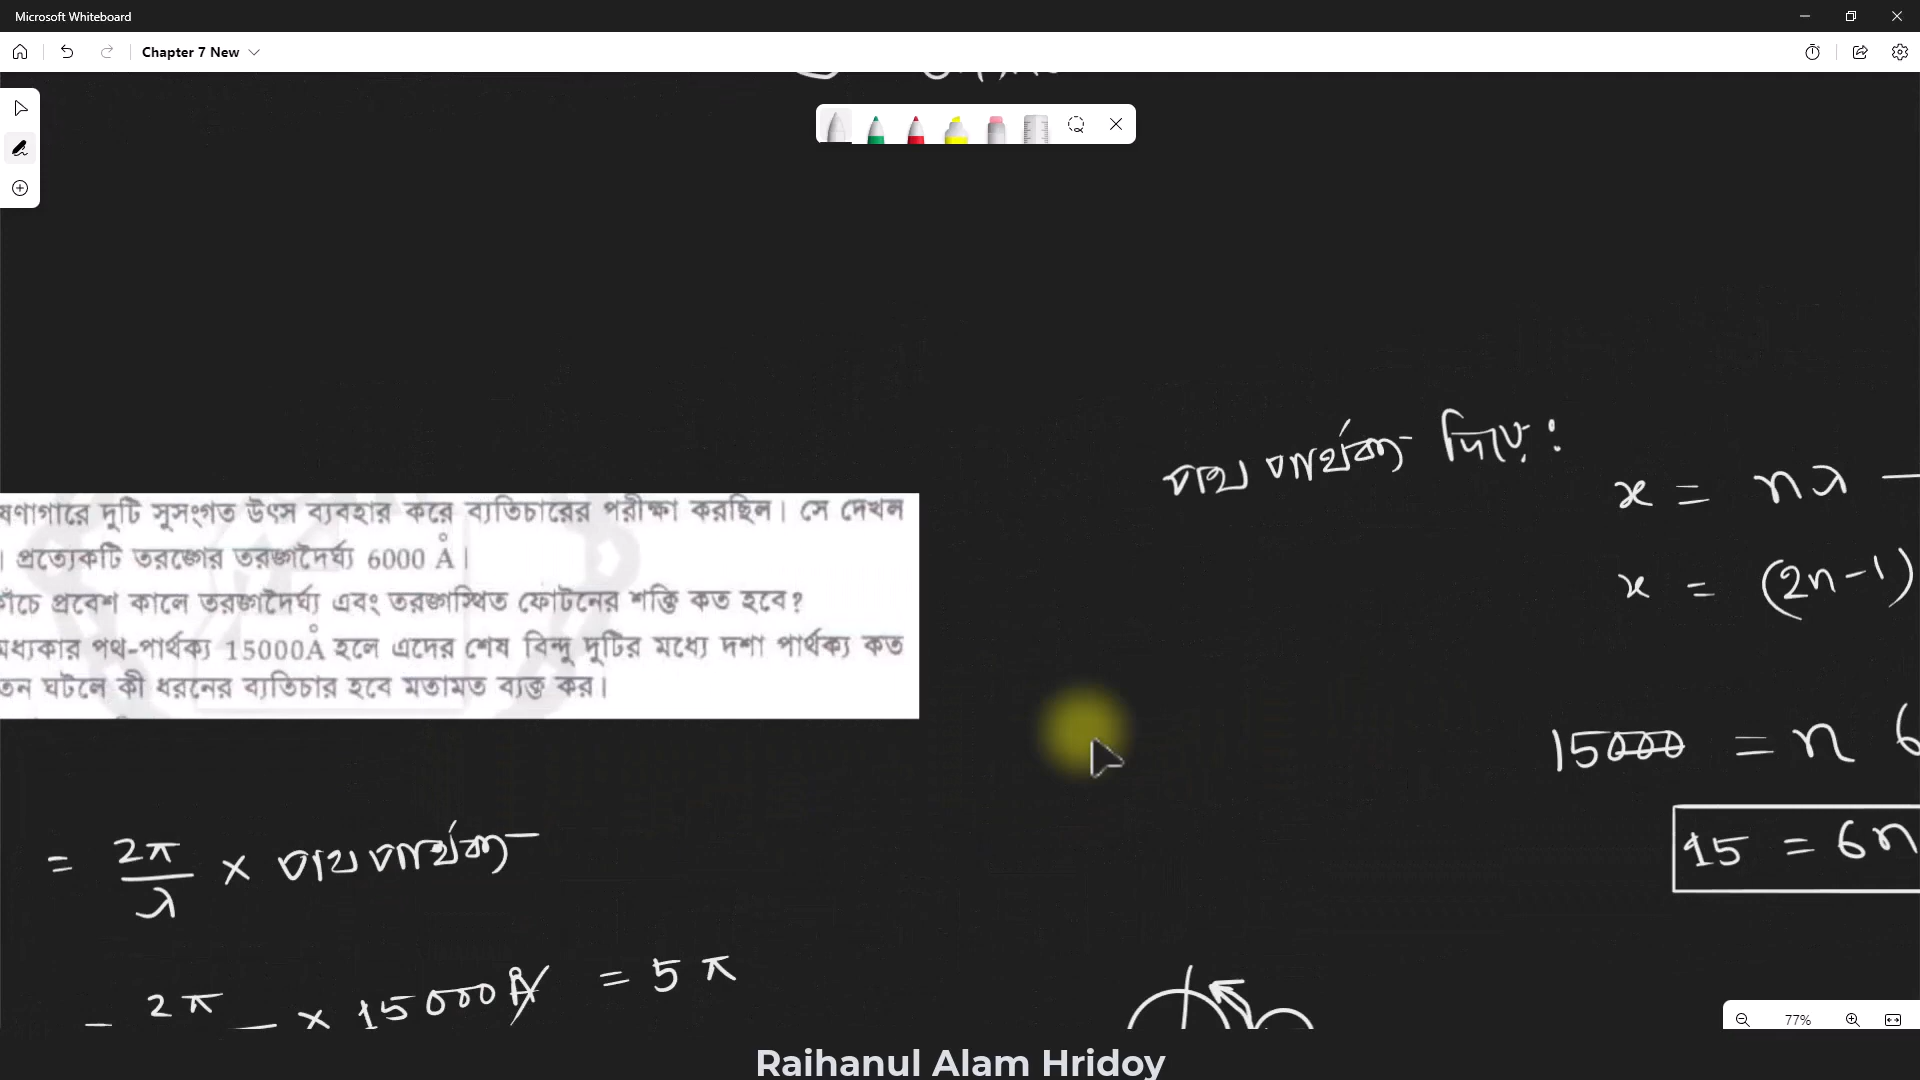 Microsoft Whiteboard
Chapter 7 New
ষণাগারে দুটি সুসংগত উৎস ব্যবহার করে ব্যতিচারের পরীক্ষা করছিল। সে দেখল
। প্রত্যেকটি তরঙ্গের তরঙ্গদৈর্ঘ্য 6000 Å।
কাঁচে প্রবেশ কালে তরঙ্গদৈর্ঘ্য এবং তরঙ্গস্থিত ফোটনের শক্তি কত হবে?
মধ্যকার পথ-পার্থক্য 15000Å হলে এদের শেষ বিন্দু দুটির মধ্যে দশা পার্থক্য কত
তন ঘটলে কী ধরনের ব্যতিচার হবে মতামত ব্যক্ত কর।
পথ পার্থক্য দিয়ে :
x = nλ –
x = (2n-1)
15000 = n 6
15 = 6n
= 2π/λ × পথ পার্থক্য
= 2π × 15000Å = 5π
77%
Raihanul Alam Hridoy